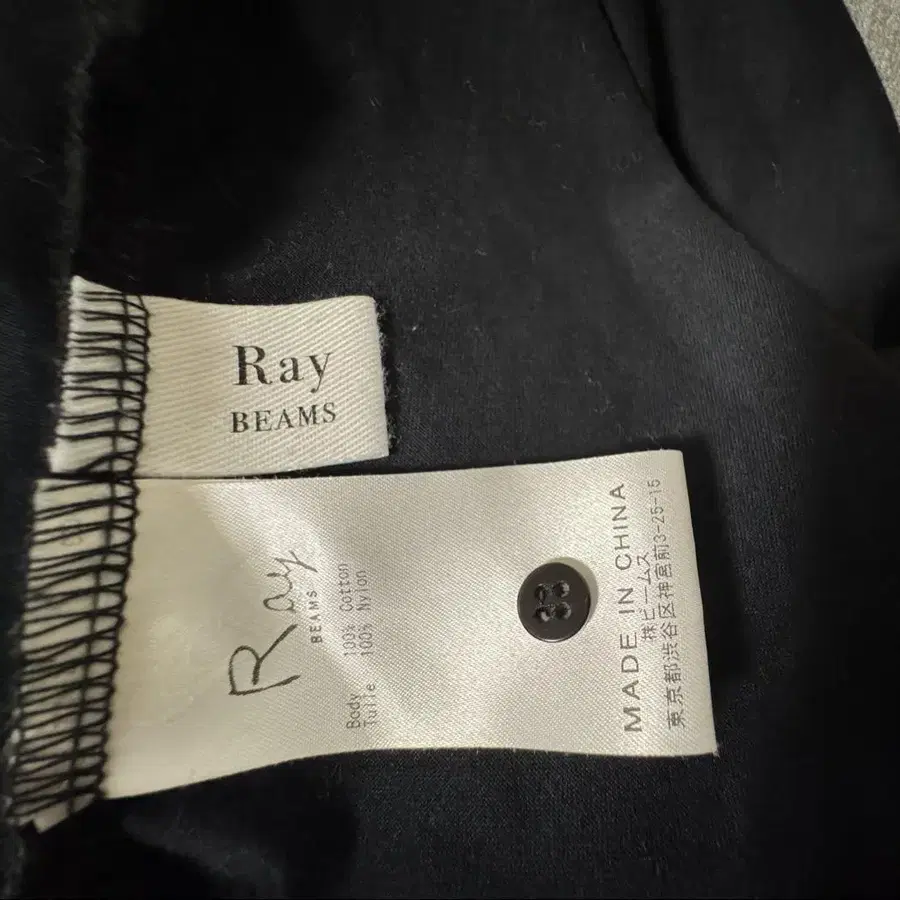 Ray
BEAMS
Ray
BEAMS
Body 100% Cotton
Tulle 100% Nylon
MADE IN CHINA
株ビームス
東京都渋谷区神宮前3-25-15